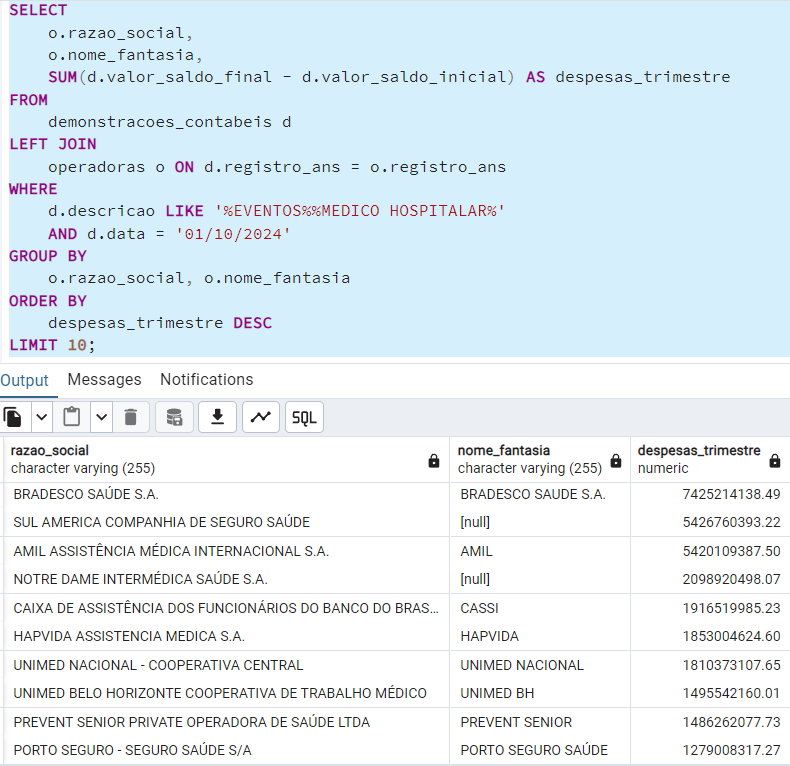 SELECT
o.razao_social,
o.nome_fantasia,
SUM(d.valor_saldo_final - d.valor_saldo_inicial) AS despesas_trimestre
FROM
demonstracoes_contabeis d
LEFT JOIN
operadoras o ON d.registro_ans = o.registro_ans
WHERE
d.descricao LIKE '%EVENTOS%%MEDICO HOSPITALAR%'
AND d.data = '01/10/2024'
GROUP BY
o.razao_social, o.nome_fantasia
ORDER BY
despesas_trimestre DESC
LIMIT 10;
Output Messages Notifications
SQL
razao_social nome_fantasia despesas_trimestre
character varying (255) character varying (255) numeric
BRADESCO SAÚDE S.A. BRADESCO SAUDE S.A. 7425214138.49
SUL AMERICA COMPANHIA DE SEGURO SAÚDE [null] 5426760393.22
AMIL ASSISTÊNCIA MÉDICA INTERNACIONAL S.A. AMIL 5420109387.50
NOTRE DAME INTERMÉDICA SAÚDE S.A. [null] 2098920498.07
CAIXA DE ASSISTÊNCIA DOS FUNCIONÁRIOS DO BANCO DO BRAS... CASSI 1916519985.23
HAPVIDA ASSISTENCIA MEDICA S.A. HAPVIDA 1853004624.60
UNIMED NACIONAL - COOPERATIVA CENTRAL UNIMED NACIONAL 1810373107.65
UNIMED BELO HORIZONTE COOPERATIVA DE TRABALHO MÉDICO UNIMED BH 1495542160.01
PREVENT SENIOR PRIVATE OPERADORA DE SAÚDE LTDA PREVENT SENIOR 1486262077.73
PORTO SEGURO - SEGURO SAÚDE S/A PORTO SEGURO SAÚDE 1279008317.27